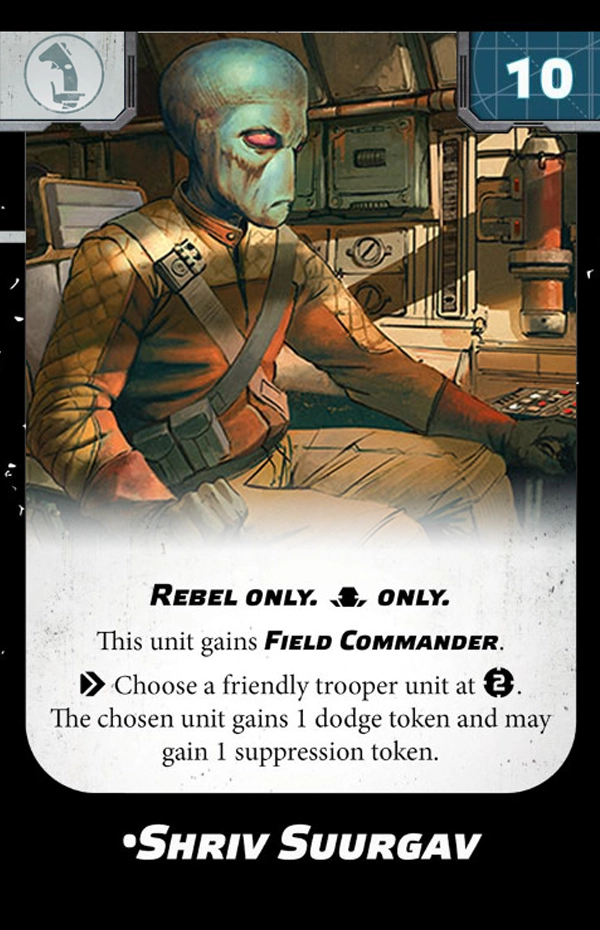 10
REBEL ONLY. ONLY.
This unit gains FIELD COMMANDER.
Choose a friendly trooper unit at 2.
The chosen unit gains 1 dodge token and may
gain 1 suppression token.
•SHRIV SUURGAV